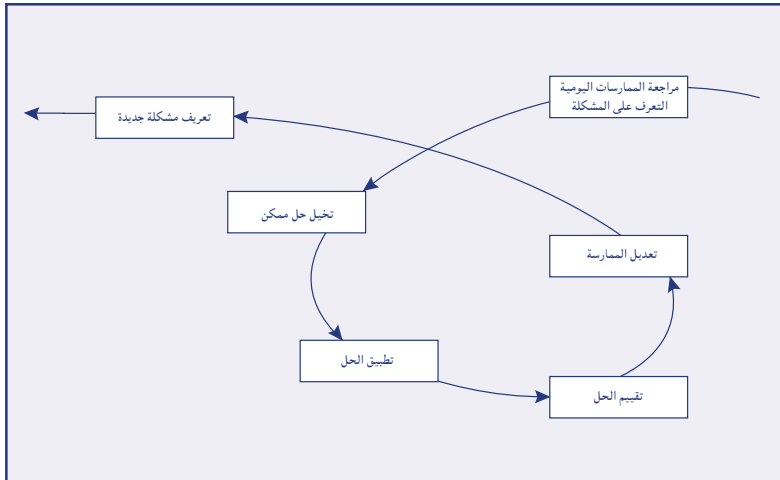 مراجعة الممارسات اليومية
التعرف على المشكلة
تعريف مشكلة جديدة
تخيل حل ممكن
تعديل الممارسة
تطبيق الحل
تقييم الحل